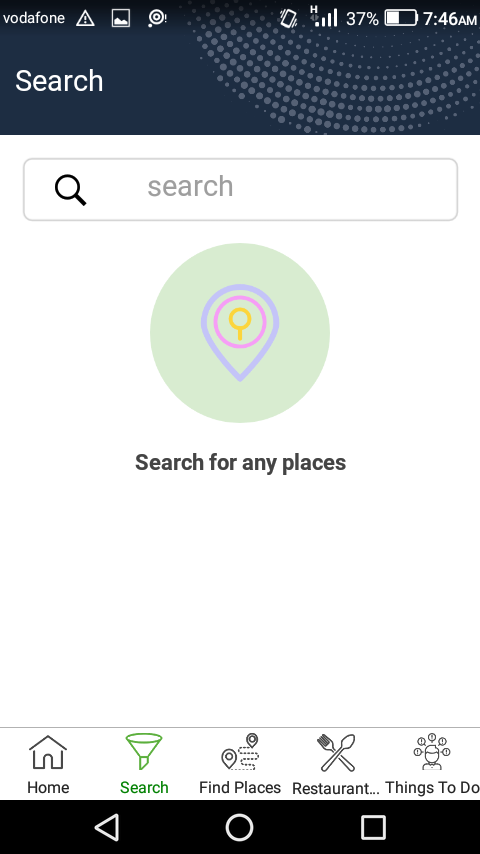 vodafone H 37% 7:46AM
Search
search
Search for any places
Home Search Find Places Restaurant... Things To Do